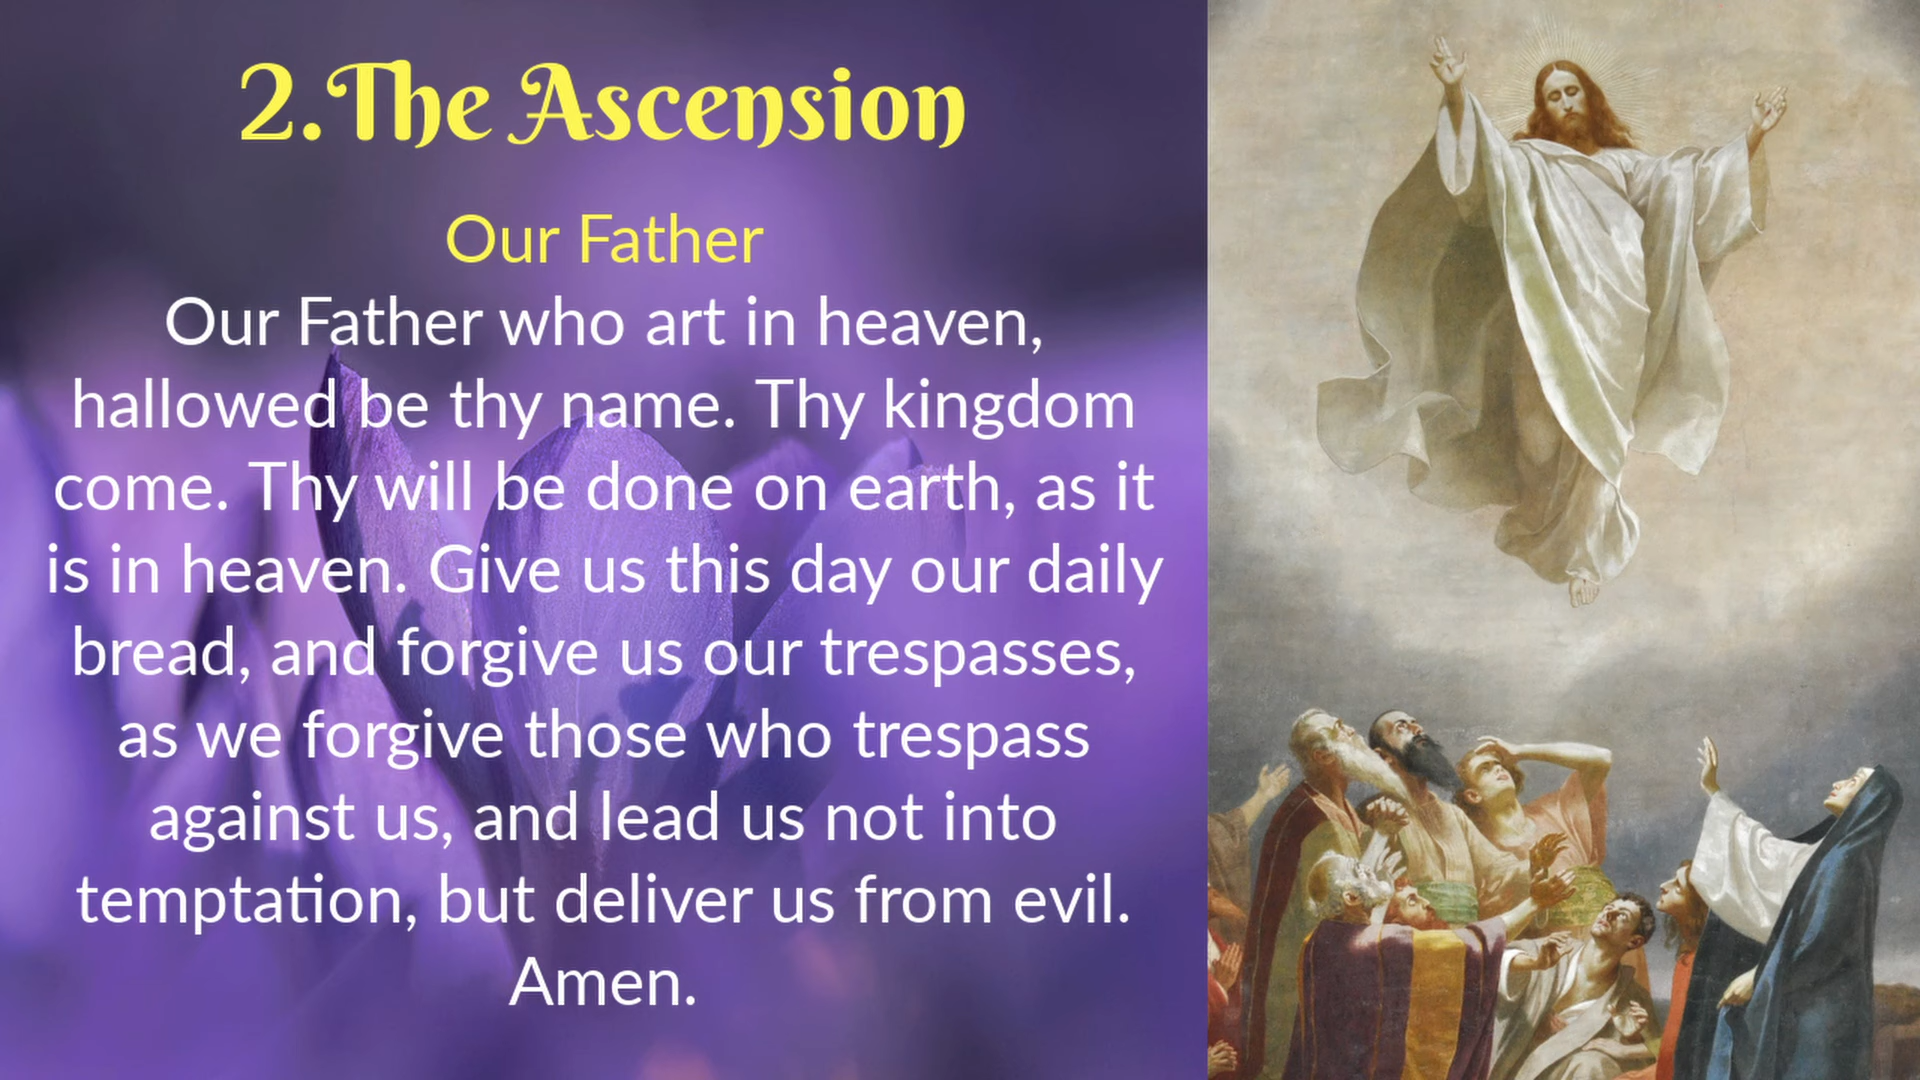 2.The Ascension
Our Father
Our Father who art in heaven,
hallowed be thy name. Thy kingdom
come. Thy will be done on earth, as it
is in heaven. Give us this day our daily
bread, and forgive us our trespasses,
as we forgive those who trespass
against us, and lead us not into
temptation, but deliver us from evil.
Amen.